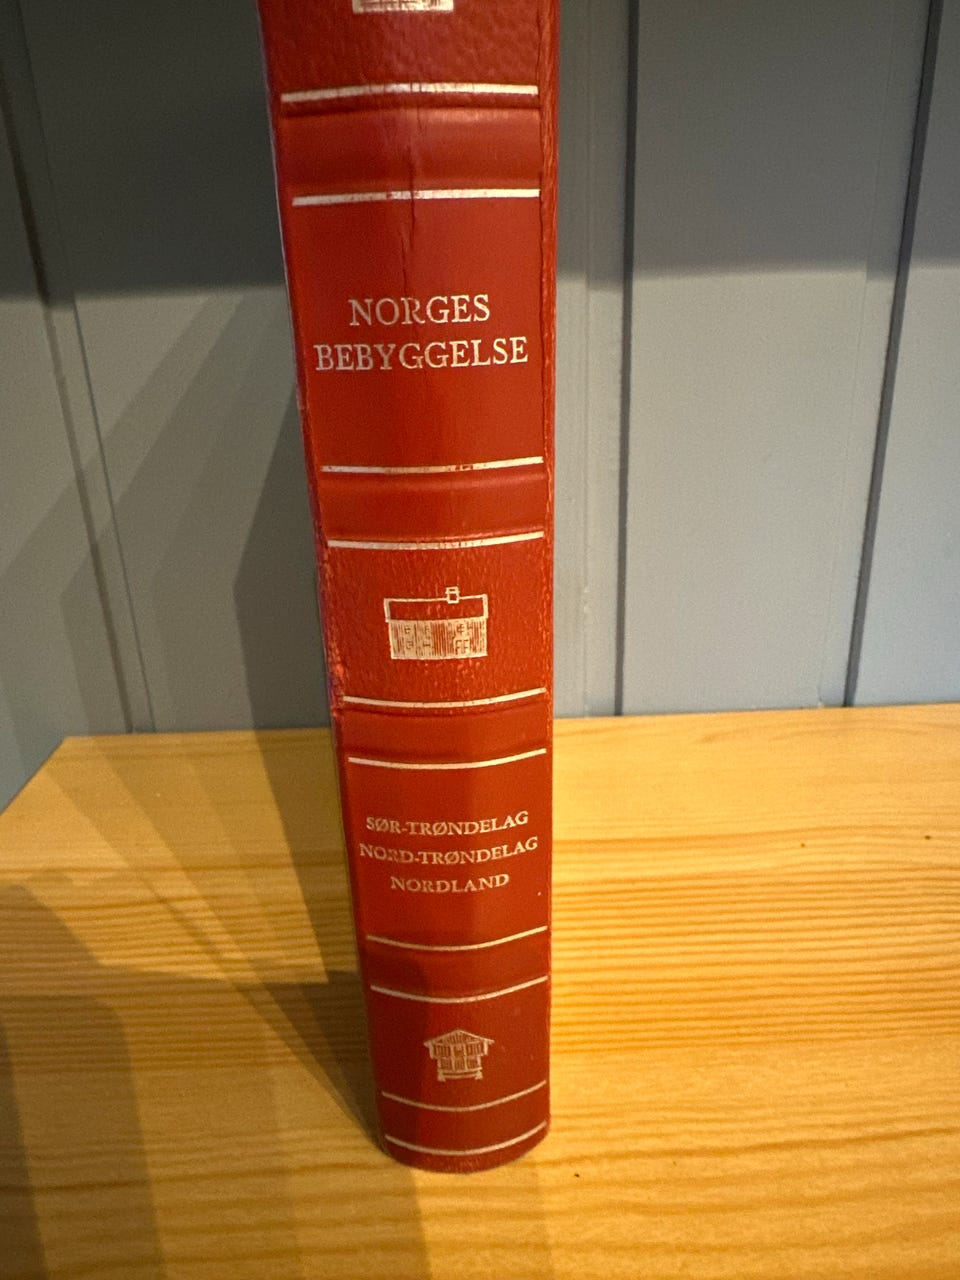 NORGES
BEBYGGELSE
SØR-TRØNDELAG
NORD-TRØNDELAG
NORDLAND